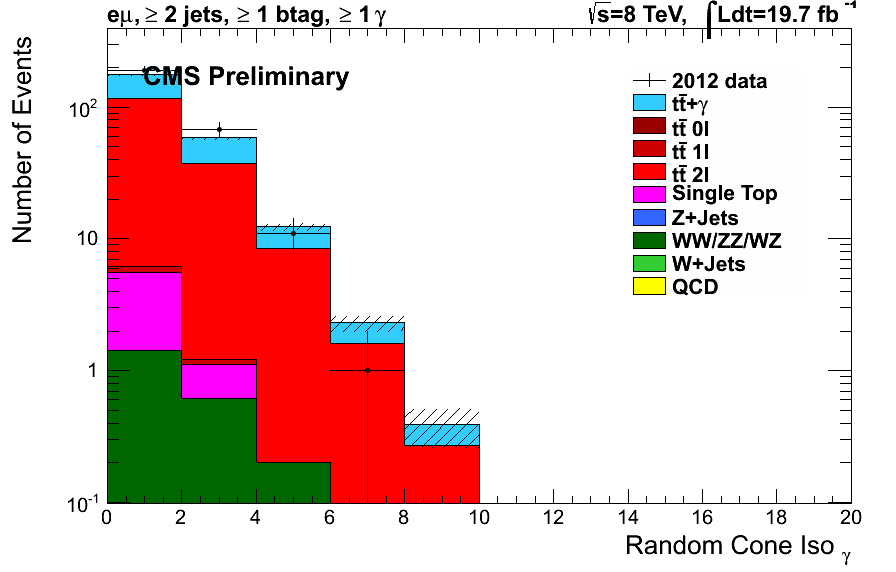 eμ, ≥ 2 jets, ≥ 1 btag, ≥ 1 γ
√s=8 TeV, ∫Ldt=19.7 fb⁻¹
CMS Preliminary
Number of Events
10²
10
1
10⁻¹
2012 data
tt̄+γ
tt̄ 0l
tt̄ 1l
tt̄ 2l
Single Top
Z+Jets
WW/ZZ/WZ
W+Jets
QCD
0 2 4 6 8 10 12 14 16 18 20
Random Cone Iso γ